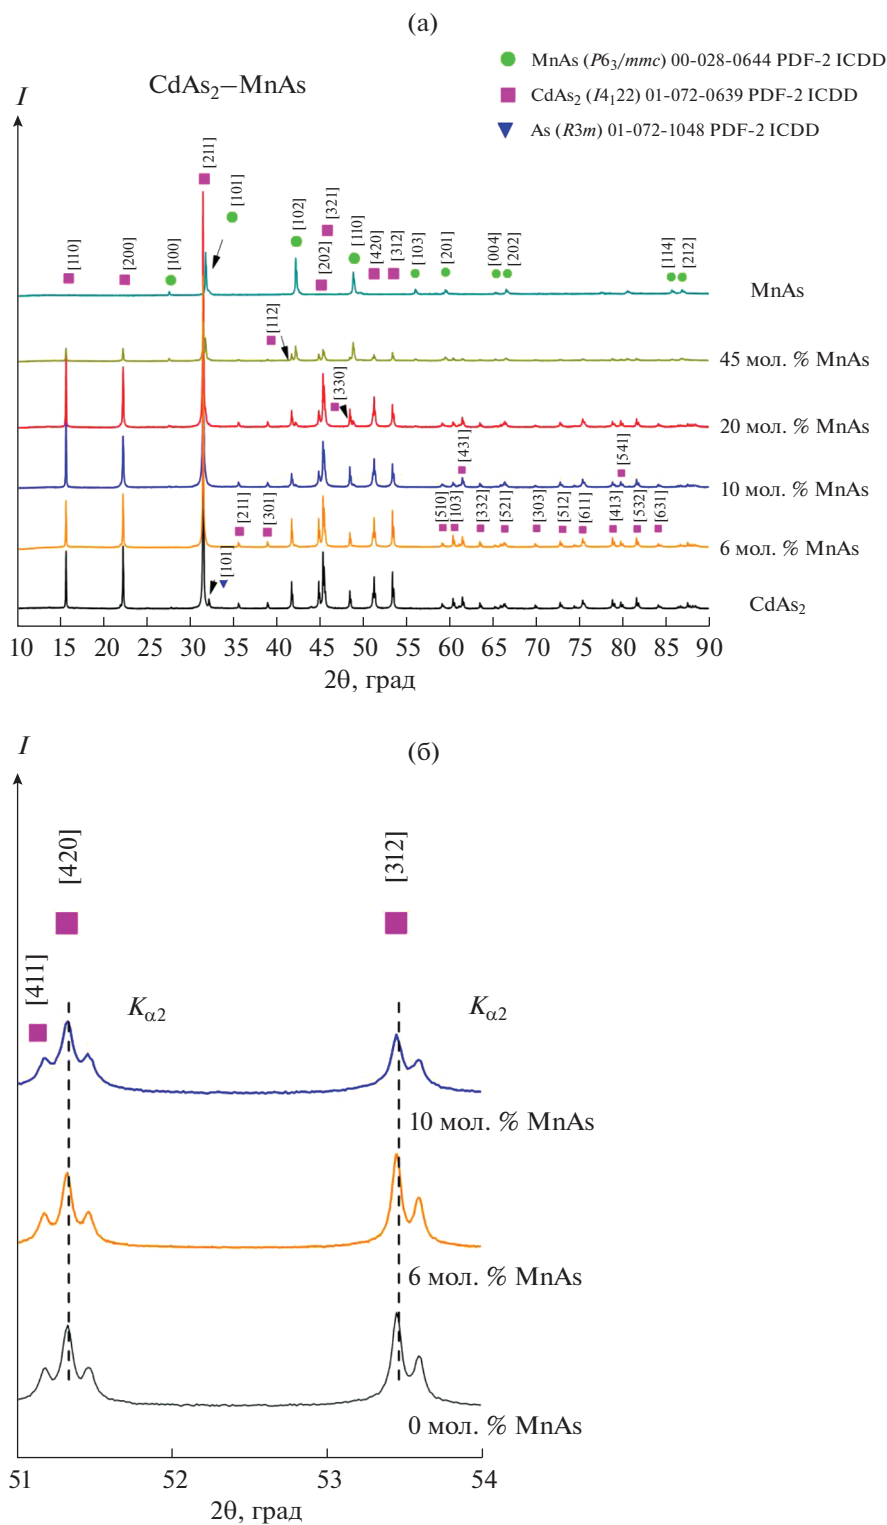 (а)
MnAs (P6₃/mmc) 00-028-0644 PDF-2 ICDD
CdAs₂ (I4₁22) 01-072-0639 PDF-2 ICDD
As (R3m) 01-072-1048 PDF-2 ICDD
CdAs₂–MnAs
I
[211]
[101]
[321]
[102]
[110]
[110]
[200]
[100]
[202]
[420]
[312]
[103]
[201]
[004]
[202]
[114]
[212]
MnAs
[112]
45 мол. % MnAs
[330]
20 мол. % MnAs
[431]
[541]
10 мол. % MnAs
[211]
[301]
[510]
[103]
[332]
[521]
[303]
[512]
[611]
[413]
[532]
[631]
6 мол. % MnAs
[101]
CdAs₂
10 15 20 25 30 35 40 45 50 55 60 65 70 75 80 85 90
2θ, град
(б)
I
[420]
[312]
[411]
Kα2
Kα2
10 мол. % MnAs
6 мол. % MnAs
0 мол. % MnAs
51 52 53 54
2θ, град